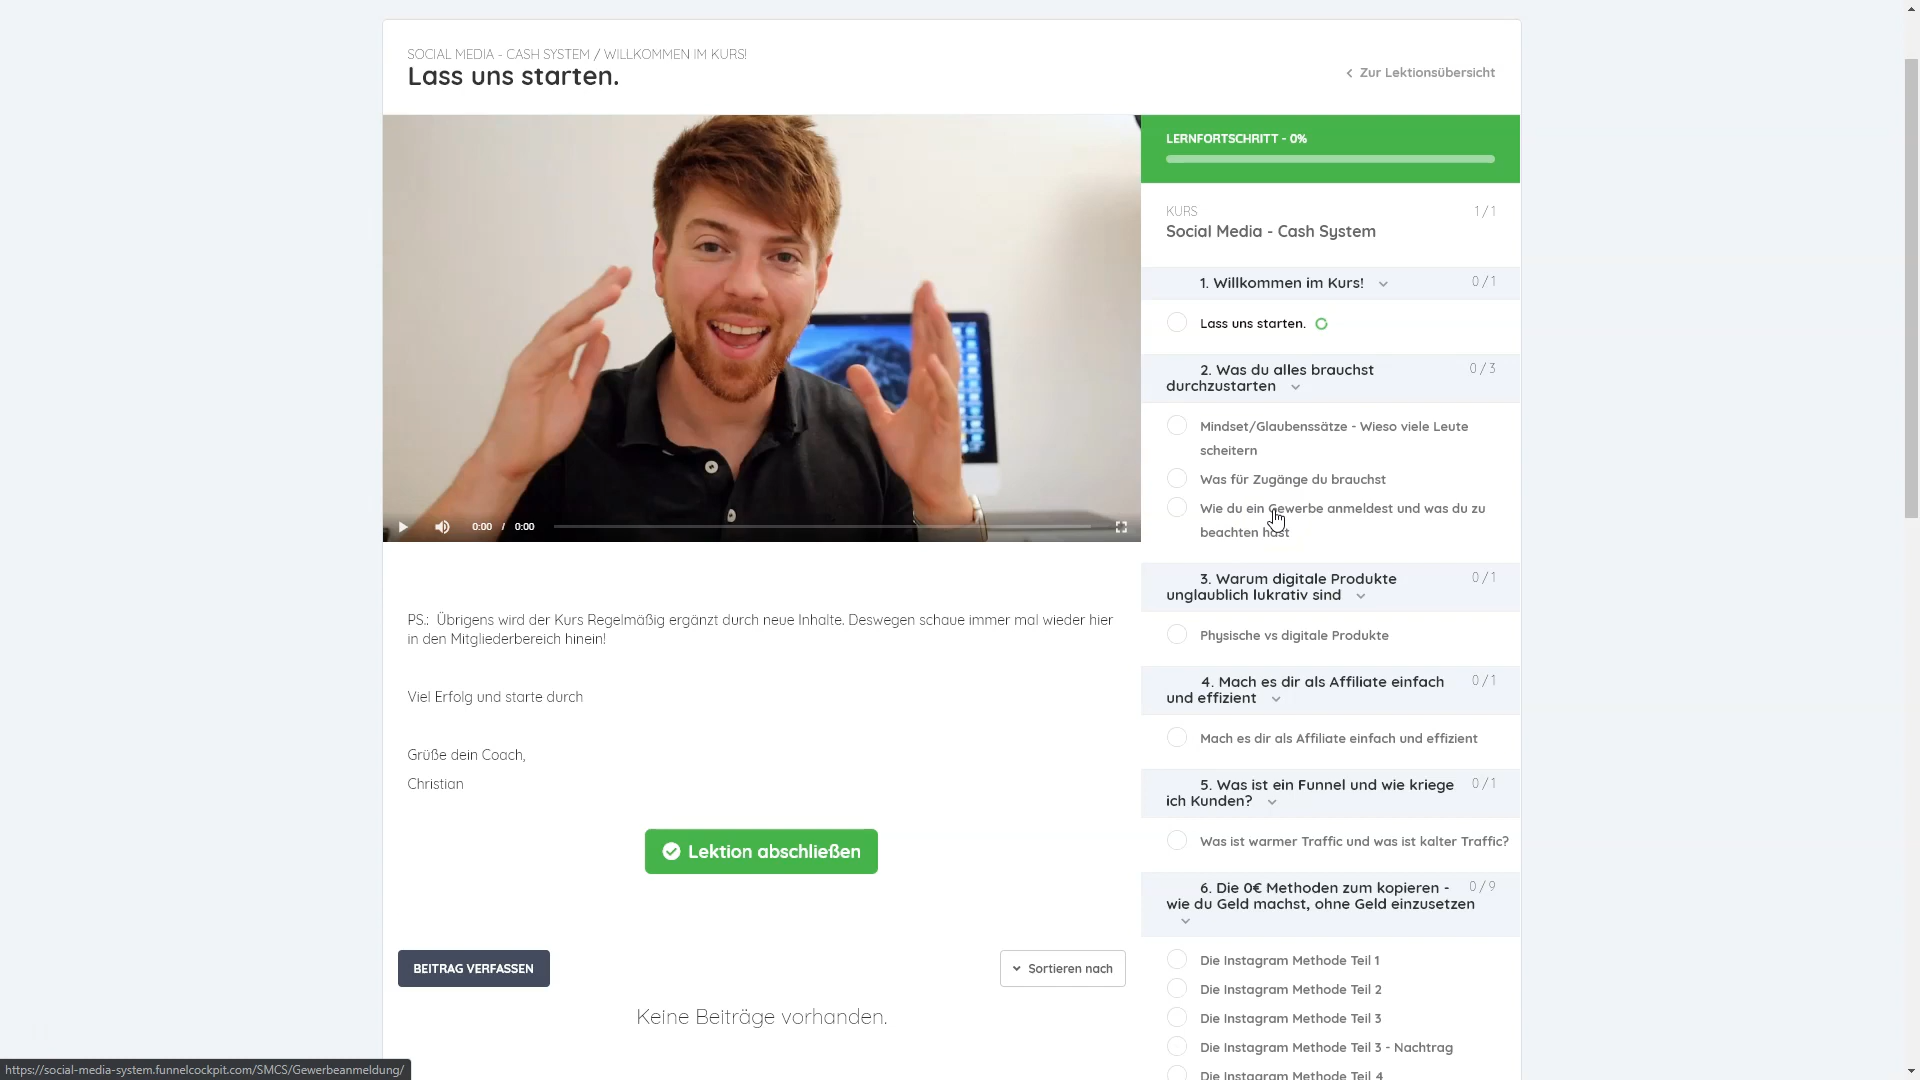 SOCIAL MEDIA - CASH SYSTEM / WILLKOMMEN IM KURS!
Lass uns starten.
Zur Lektionsübersicht
0:00 / 0:00
PS.: Übrigens wird der Kurs Regelmäßig ergänzt durch neue Inhalte. Deswegen schaue immer mal wieder hier
in den Mitgliederbereich hinein!
Viel Erfolg und starte durch
Grüße dein Coach,
Christian
Lektion abschließen
BEITRAG VERFASSEN
Sortieren nach
Keine Beiträge vorhanden.
LERNFORTSCHRITT - 0%
KURS 1 / 1
Social Media - Cash System
1. Willkommen im Kurs! 0 / 1
Lass uns starten.
2. Was du alles brauchst 0 / 3
durchzustarten
Mindset/Glaubenssätze - Wieso viele Leute
scheitern
Was für Zugänge du brauchst
Wie du ein Gewerbe anmeldest und was du zu
beachten hast
3. Warum digitale Produkte 0 / 1
unglaublich lukrativ sind
Physische vs digitale Produkte
4. Mach es dir als Affiliate einfach 0 / 1
und effizient
Mach es dir als Affiliate einfach und effizient
5. Was ist ein Funnel und wie kriege 0 / 1
ich Kunden?
Was ist warmer Traffic und was ist kalter Traffic?
6. Die 0€ Methoden zum kopieren - 0 / 9
wie du Geld machst, ohne Geld einzusetzen
Die Instagram Methode Teil 1
Die Instagram Methode Teil 2
Die Instagram Methode Teil 3
Die Instagram Methode Teil 3 - Nachtrag
Die Instagram Methode Teil 4
https://social-media-system.funnelcockpit.com/SMCS/Gewerbeanmeldung/